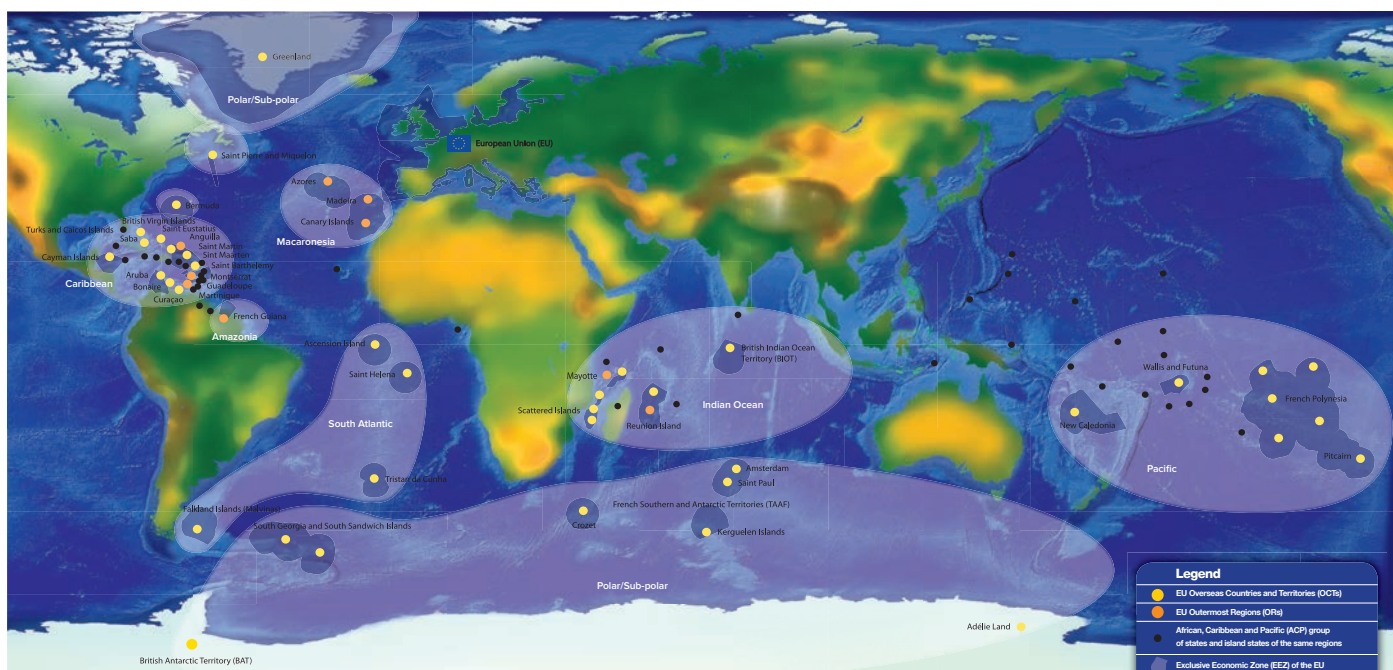 Greenland
Polar/Sub-polar
Saint Pierre and Miquelon
European Union (EU)
Azores
Madeira
Canary Islands
Macaronesia
Bermuda
British Virgin Islands
Turks and Caicos Islands
Saint Eustatius
Anguilla
Saba
Saint Martin
Sint Maarten
Cayman Islands
Saint Barthelemy
Aruba
Montserrat
Caribbean
Bonaire
Guadeloupe
Curaçao
Martinique
French Guiana
Amazonia
Ascension Island
Saint Helena
South Atlantic
Tristan da Cunha
Falkland Islands (Malvinas)
South Georgia and South Sandwich Islands
British Indian Ocean
Territory (BIOT)
Mayotte
Scattered Islands
Indian Ocean
Reunion Island
Wallis and Futuna
French Polynesia
New Caledonia
Pitcairn
Pacific
Amsterdam
Saint Paul
French Southern and Antarctic Territories (TAAF)
Crozet
Kerguelen Islands
Polar/Sub-polar
Adélie Land
British Antarctic Territory (BAT)
Legend
EU Overseas Countries and Territories (OCTs)
EU Outermost Regions (ORs)
African, Caribbean and Pacific (ACP) group
of states and island states of the same regions
Exclusive Economic Zone (EEZ) of the EU